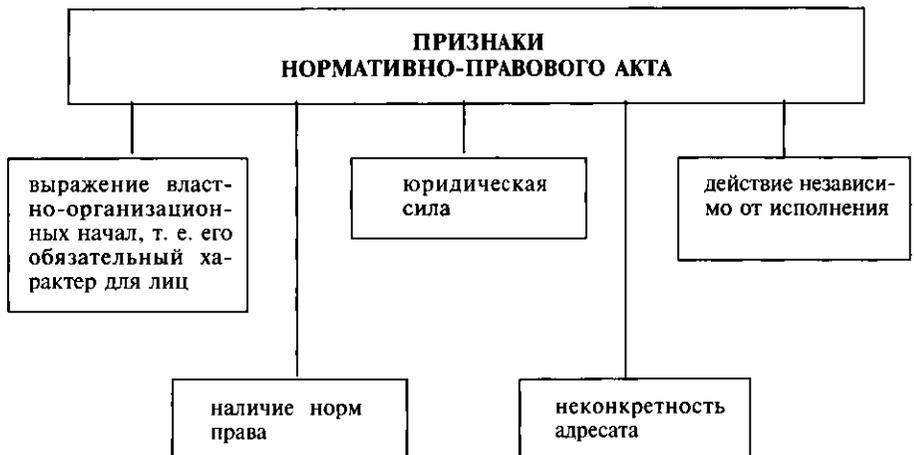 ПРИЗНАКИ
НОРМАТИВНО-ПРАВОВОГО АКТА
выражение власт-
но-организацион-
ных начал, т. е. его
обязательный ха-
рактер для лиц
юридическая
сила
действие независи-
мо от исполнения
наличие норм
права
неконкретность
адресата